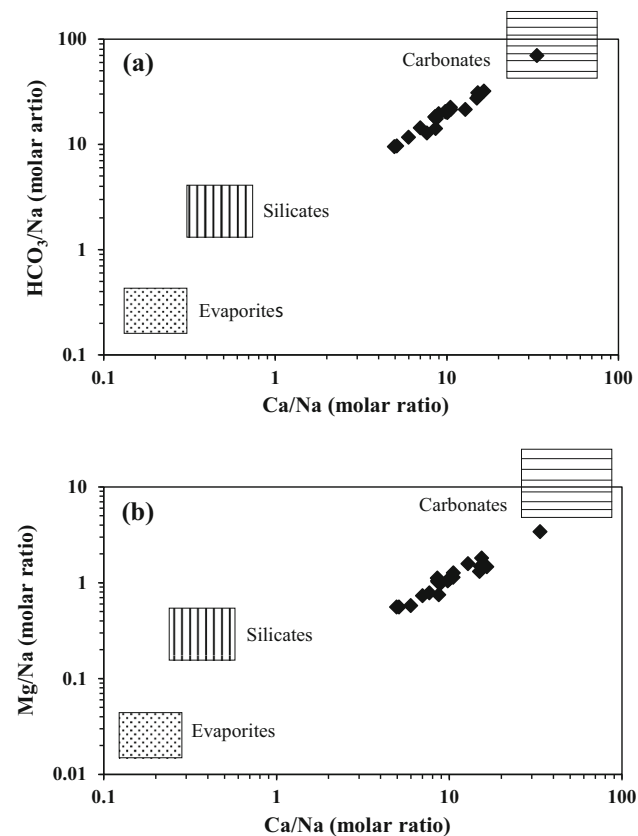 100
(a)
Carbonates
10
HCO₃/Na (molar artio)
Silicates
1
Evaporites
0.1
0.1 1 10 100
Ca/Na (molar ratio)
10
(b)
Carbonates
1
Mg/Na (molar ratio)
Silicates
0.1
Evaporites
0.01
0.1 1 10 100
Ca/Na (molar ratio)